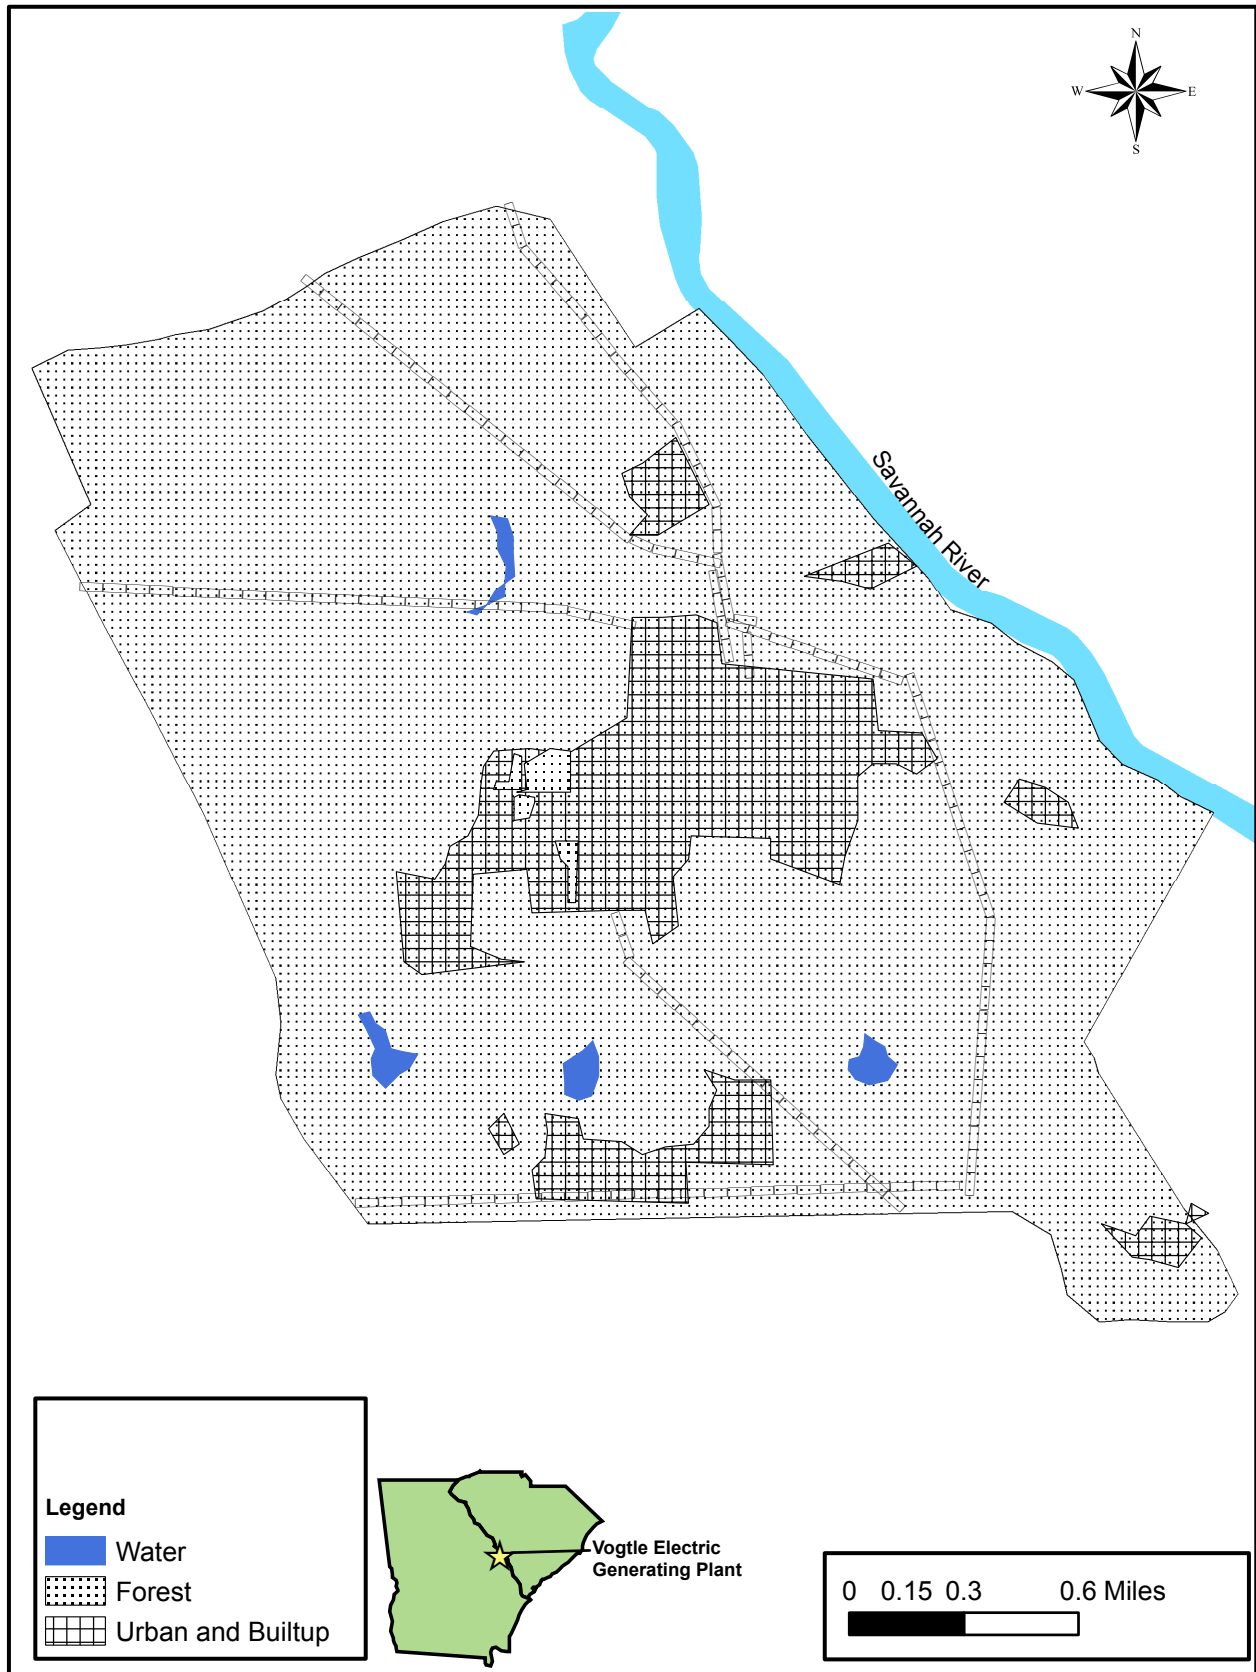 N
W E
S
Savannah River
Legend
Water
Forest
Urban and Builtup
Vogtle Electric
Generating Plant
0 0.15 0.3 0.6 Miles